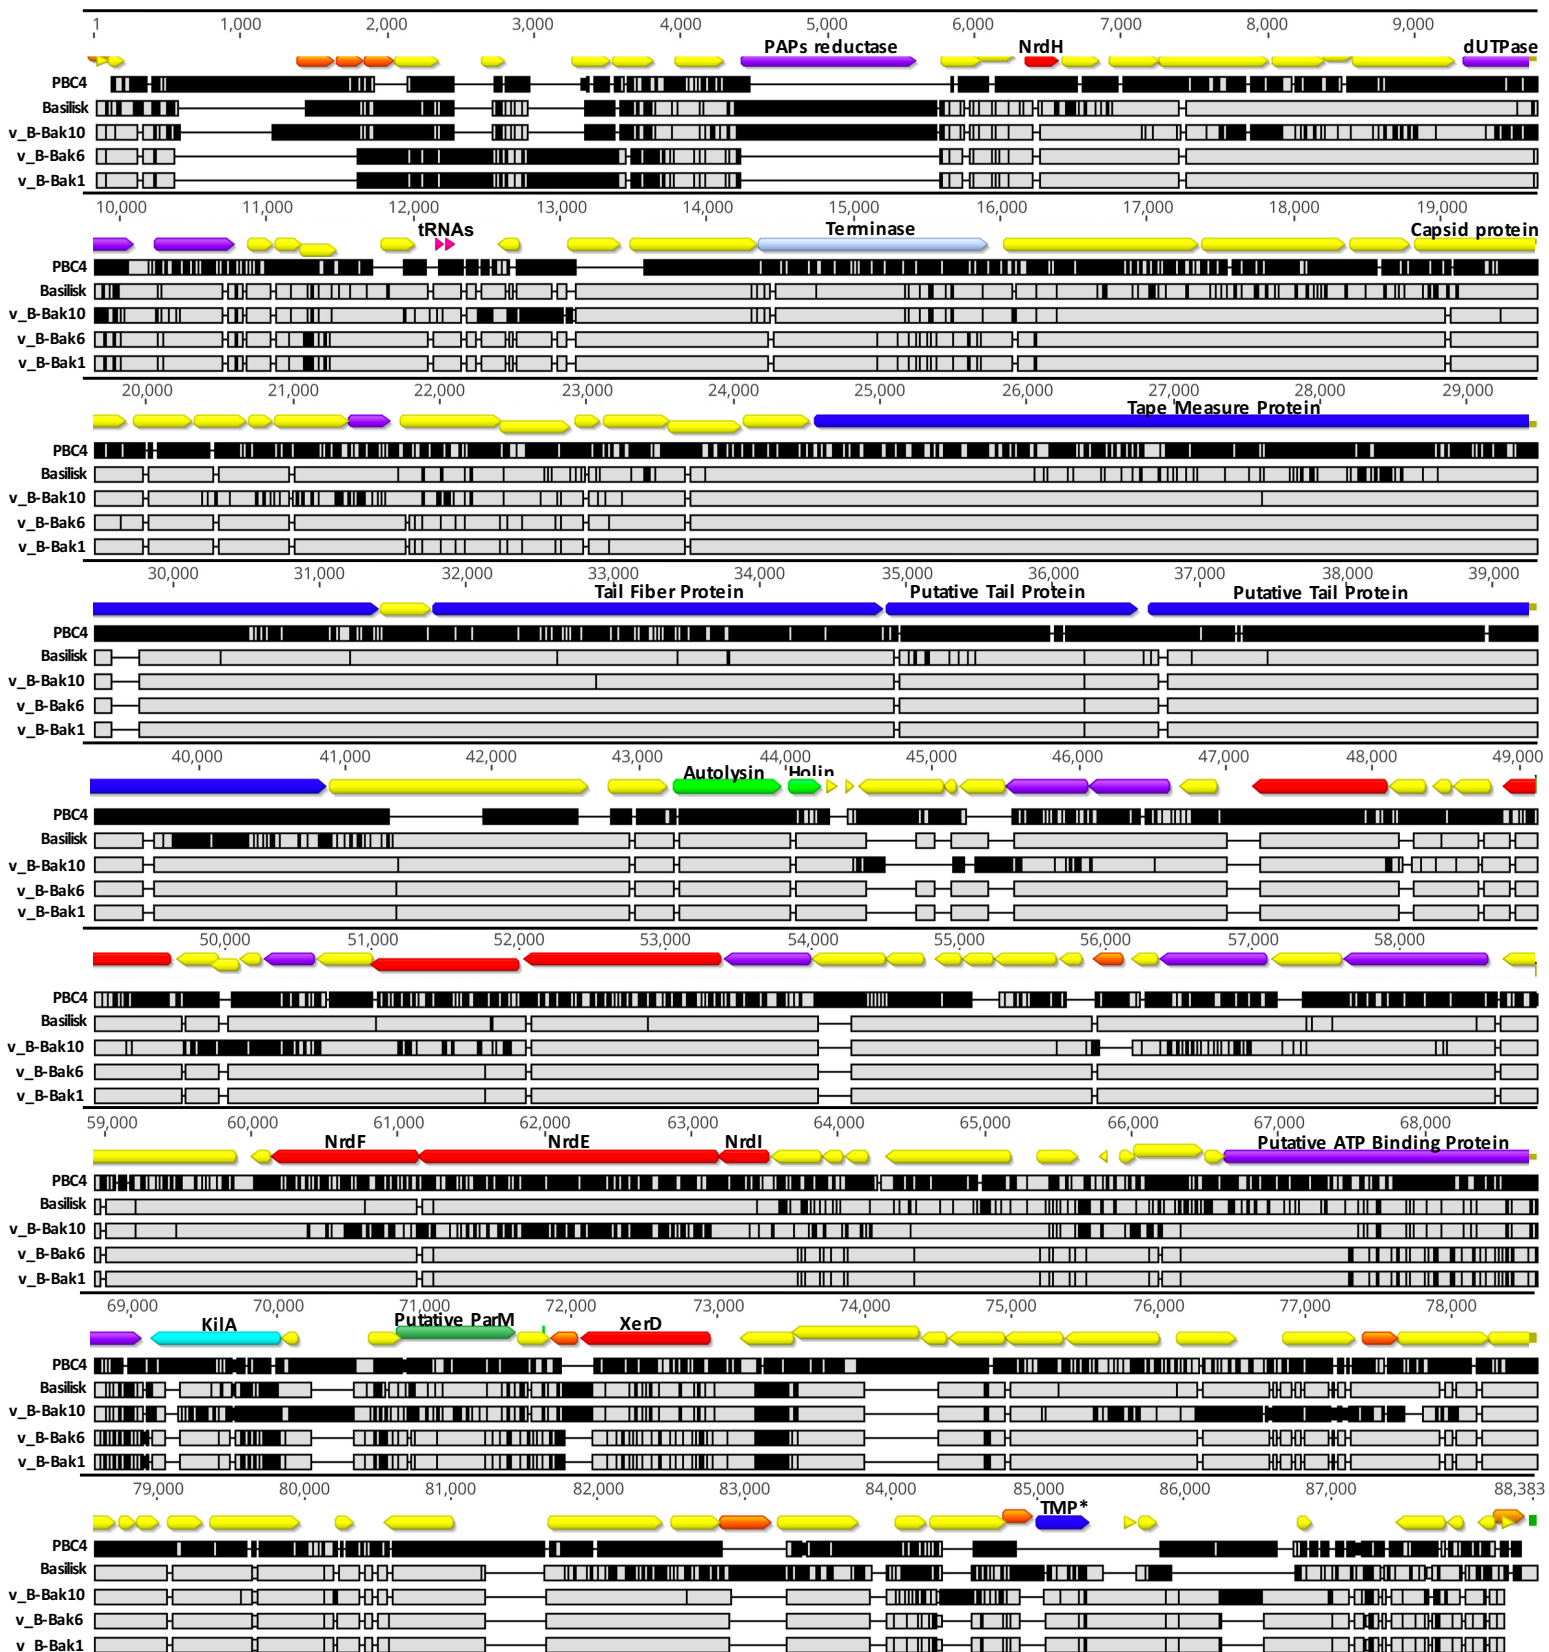 1 1,000 2,000 3,000 4,000 5,000 6,000 7,000 8,000 9,000
PAPs reductase NrdH dUTPase
PBC4
Basilisk
v_B-Bak10
v_B-Bak6
v_B-Bak1
10,000 11,000 12,000 13,000 14,000 15,000 16,000 17,000 18,000 19,000
tRNAs Terminase Capsid protein
PBC4
Basilisk
v_B-Bak10
v_B-Bak6
v_B-Bak1
20,000 21,000 22,000 23,000 24,000 25,000 26,000 27,000 28,000 29,000
Tape Measure Protein
PBC4
Basilisk
v_B-Bak10
v_B-Bak6
v_B-Bak1
30,000 31,000 32,000 33,000 34,000 35,000 36,000 37,000 38,000 39,000
Tail Fiber Protein Putative Tail Protein Putative Tail Protein
PBC4
Basilisk
v_B-Bak10
v_B-Bak6
v_B-Bak1
40,000 41,000 42,000 43,000 44,000 45,000 46,000 47,000 48,000 49,000
Autolysin Holin
PBC4
Basilisk
v_B-Bak10
v_B-Bak6
v_B-Bak1
50,000 51,000 52,000 53,000 54,000 55,000 56,000 57,000 58,000
PBC4
Basilisk
v_B-Bak10
v_B-Bak6
v_B-Bak1
59,000 60,000 61,000 62,000 63,000 64,000 65,000 66,000 67,000 68,000
NrdF NrdE NrdI Putative ATP Binding Protein
PBC4
Basilisk
v_B-Bak10
v_B-Bak6
v_B-Bak1
69,000 70,000 71,000 72,000 73,000 74,000 75,000 76,000 77,000 78,000
KilA Putative ParM XerD
PBC4
Basilisk
v_B-Bak10
v_B-Bak6
v_B-Bak1
79,000 80,000 81,000 82,000 83,000 84,000 85,000 86,000 87,000 88,383
TMP*
PBC4
Basilisk
v_B-Bak10
v_B-Bak6
v_B-Bak1